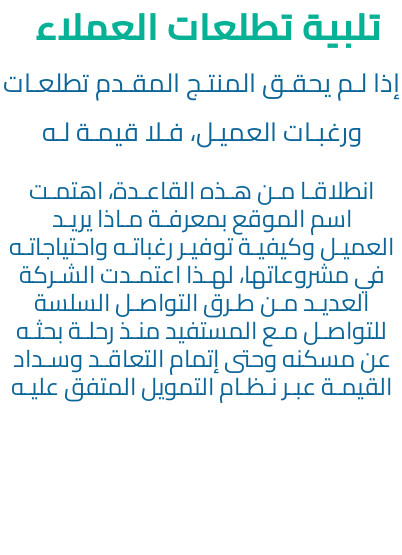 تلبية تطلعات العملاء
إذا لم يحقق المنتج المقدم تطلعات
ورغبات العميل، فلا قيمة له
انطلاقا من هذه القاعدة، اهتمت
اسم الموقع بمعرفة ماذا يريد
العميل وكيفية توفير رغباته واحتياجاته
في مشروعاتها، لهذا اعتمدت الشركة
العديد من طرق التواصل السلسة
للتواصل مع المستفيد منذ رحلة بحثه
عن مسكنه وحتى إتمام التعاقد وسداد
القيمة عبر نظام التمويل المتفق عليه